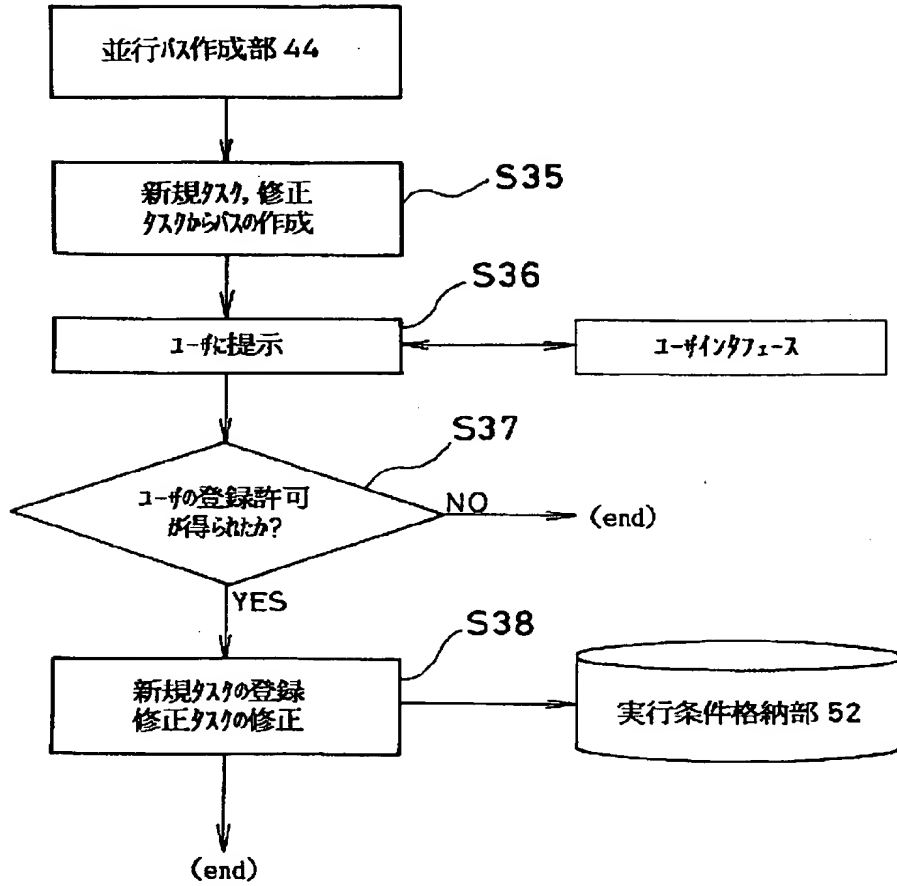 並行パス作成部 44
新規タスク, 修正
タスクからパスの作成
S35
S36
ユーザに提示
ユーザインタフェース
S37
ユーザの登録許可
が得られたか?
NO
(end)
YES
S38
新規タスクの登録
修正タスクの修正
実行条件格納部 52
(end)